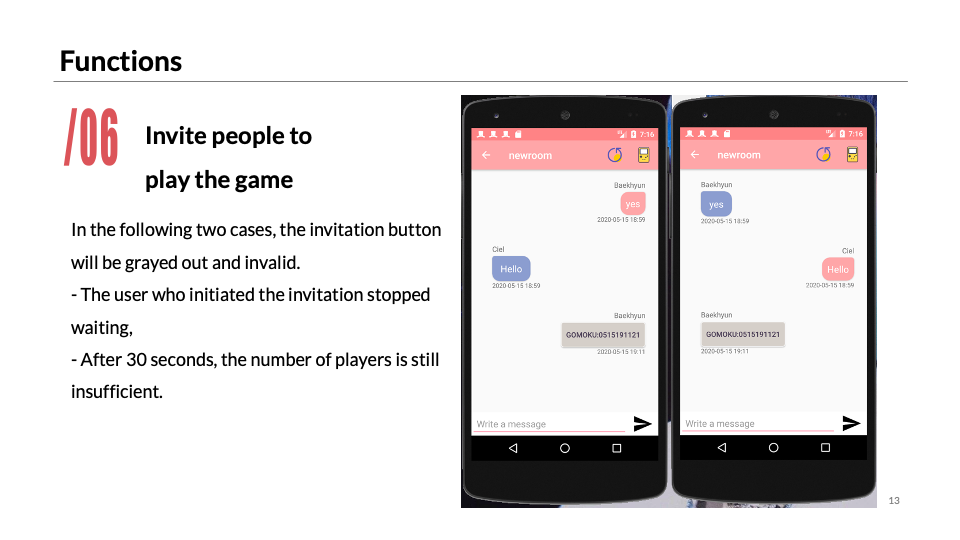 Functions
/06
Invite people to
play the game
In the following two cases, the invitation button
will be grayed out and invalid.
- The user who initiated the invitation stopped
waiting,
- After 30 seconds, the number of players is still
insufficient.
7:16
newroom
Baekhyun
yes
2020-05-15 18:59
Ciel
Hello
2020-05-15 18:59
Baekhyun
GOMOKU:0515191121
2020-05-15 19:11
Write a message
7:16
newroom
Baekhyun
yes
2020-05-15 18:59
Ciel
Hello
2020-05-15 18:59
Baekhyun
GOMOKU:0515191121
2020-05-15 19:11
Write a message
13